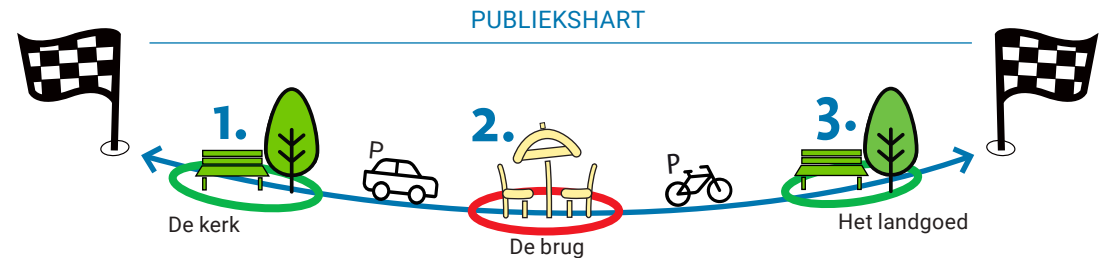 PUBLIEKSHART
1.
2.
3.
P
P
De kerk
De brug
Het landgoed